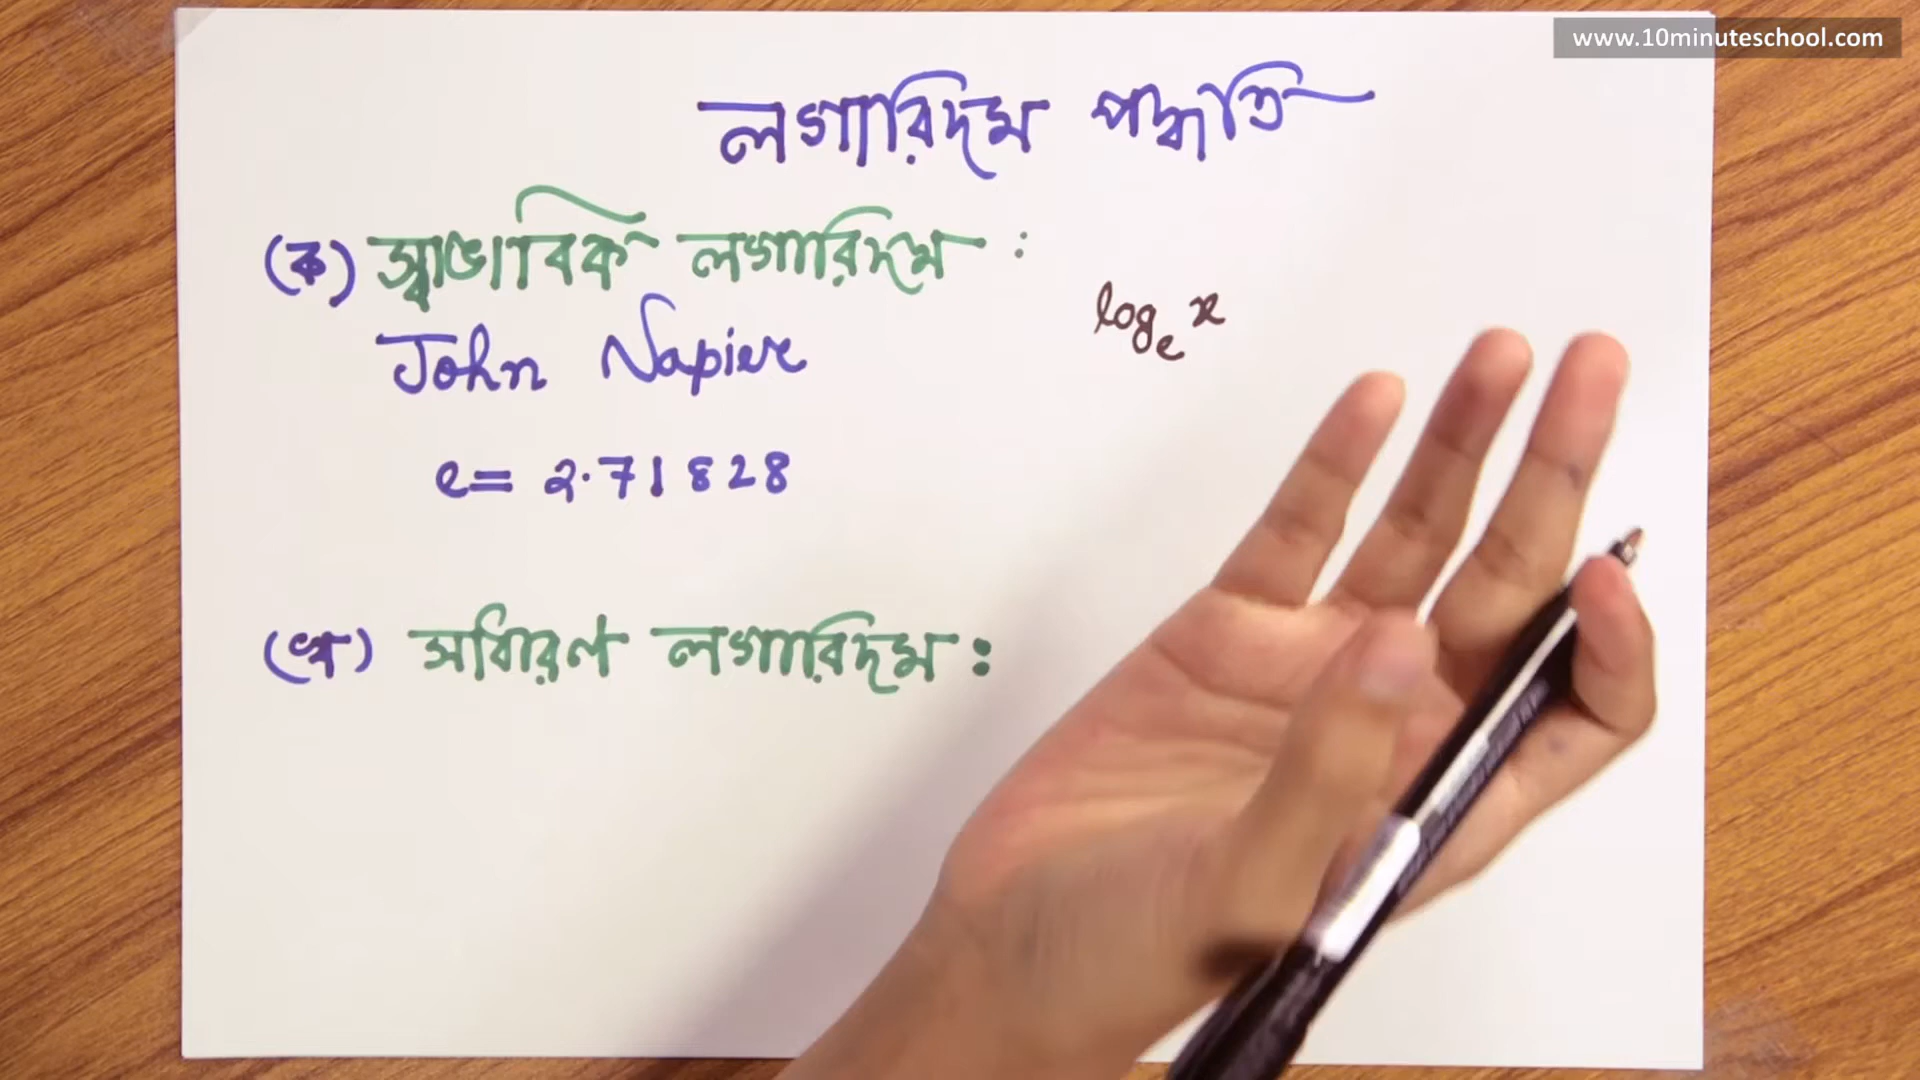 www.10minuteschool.com
লগারিদম পদ্ধতি
(ক) স্বাভাবিক লগারিদম :
John Napier
logₑ x
e = 2.71828
(খ) সাধারণ লগারিদম :